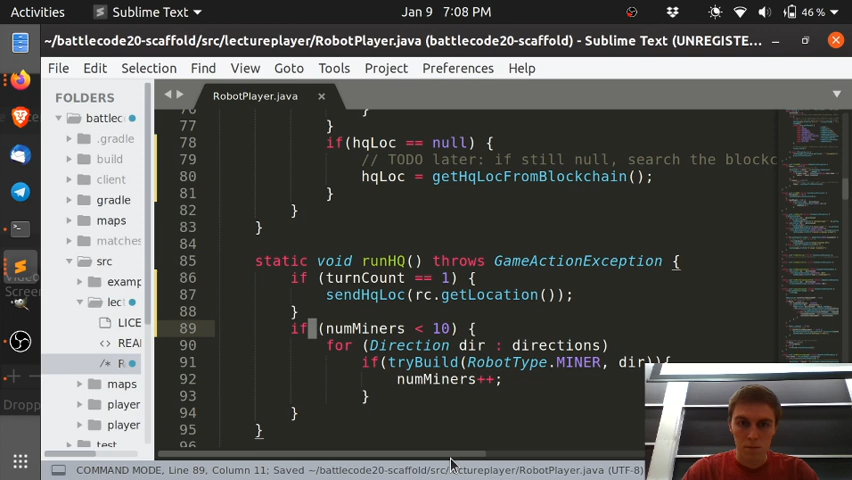 Activities
Sublime Text
Jan 9 7:08 PM
46 %
~/battlecode20-scaffold/src/lectureplayer/RobotPlayer.java (battlecode20-scaffold) - Sublime Text (UNREGISTE...
File Edit Selection Find View Goto Tools Project Preferences Help
FOLDERS
battlec
.gradle
build
client
gradle
maps
matches
src
examp
lect
LICE
REAI
/* R
maps
player
player
test
RobotPlayer.java
76 }
77 }
78 if(hqLoc == null) {
79 // TODO later: if still null, search the blockc
80 hqLoc = getHqLocFromBlockchain();
81 }
82 }
83 }
84
85 static void runHQ() throws GameActionException {
86 if (turnCount == 1) {
87 sendHqLoc(rc.getLocation());
88 }
89 if (numMiners < 10) {
90 for (Direction dir : directions)
91 if(tryBuild(RobotType.MINER, dir)){
92 numMiners++;
93 }
94 }
95 }
96
COMMAND MODE, Line 89, Column 11; Saved ~/battlecode20-scaffold/src/lectureplayer/RobotPlayer.java (UTF-8)